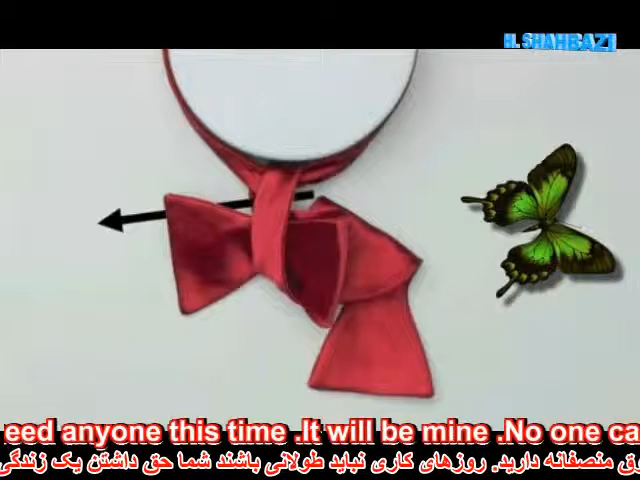 H. SHAHBAZI
eed anyone this time .It will be mine .No one ca
وق منصفانه دارید. روزهای کاری نباید طولانی باشند شما حق داشتن یک زندگی